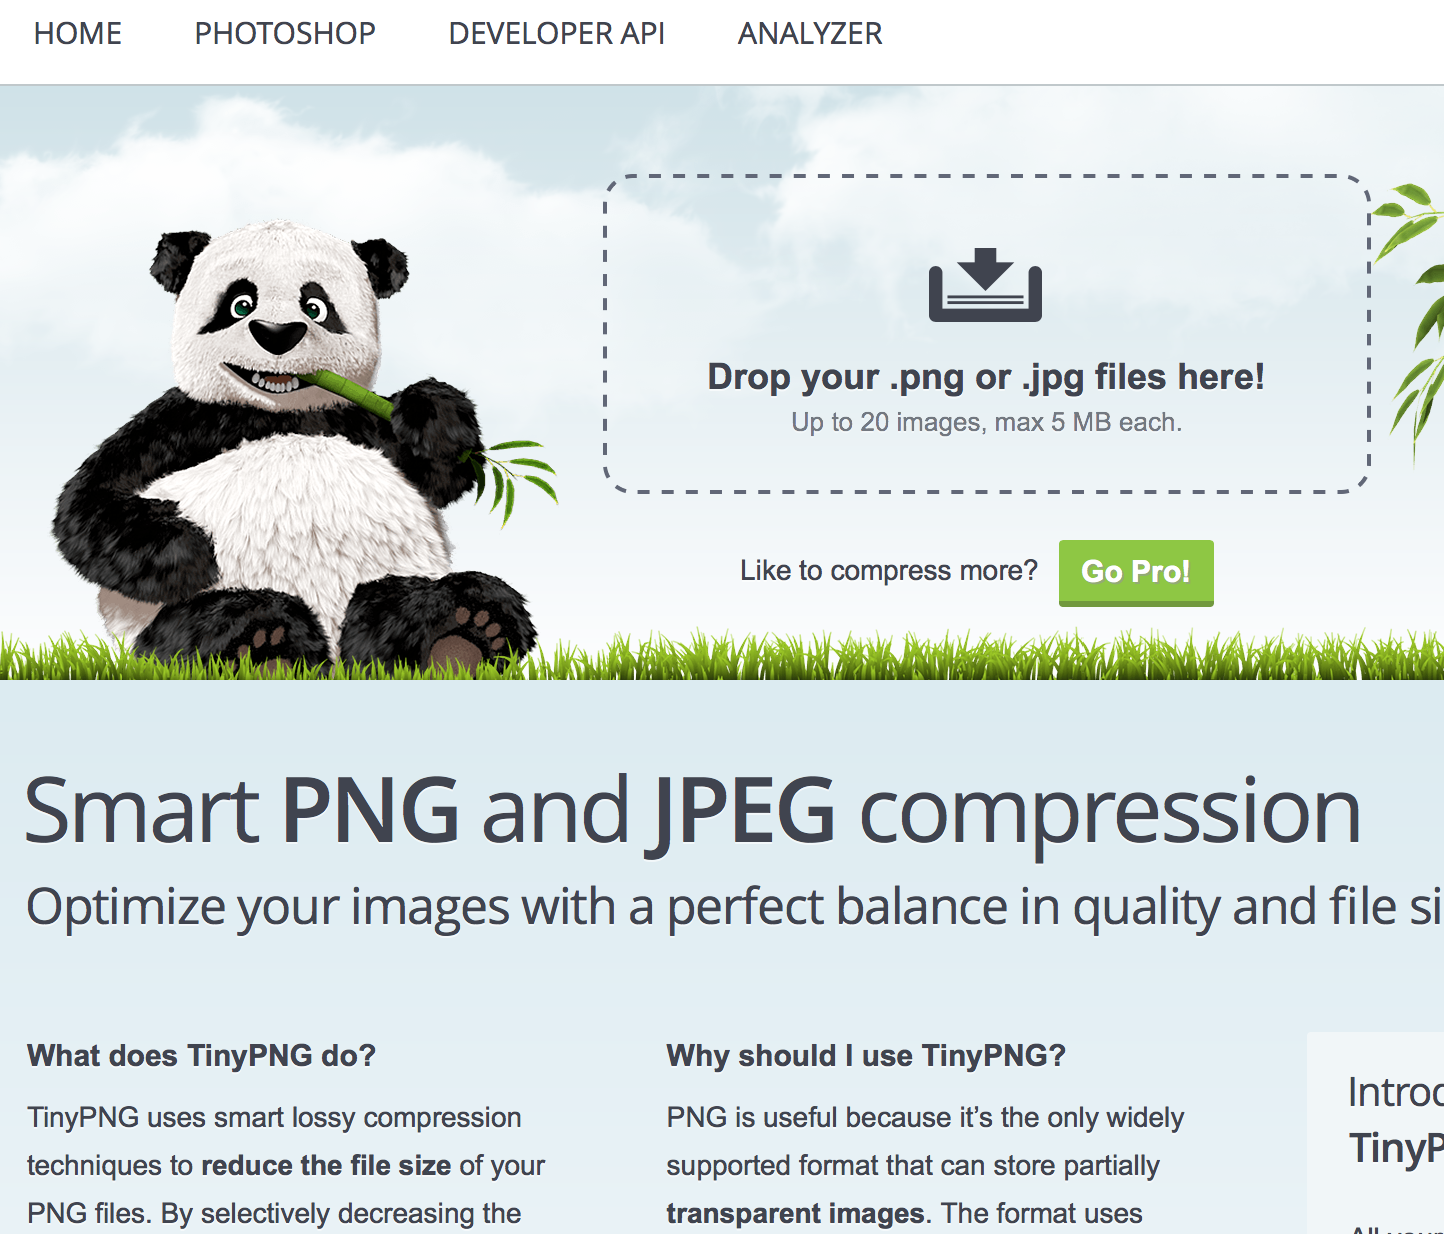 HOME PHOTOSHOP DEVELOPER API ANALYZER
Drop your .png or .jpg files here!
Up to 20 images, max 5 MB each.
Like to compress more? Go Pro!
Smart PNG and JPEG compression
Optimize your images with a perfect balance in quality and file si
What does TinyPNG do?
TinyPNG uses smart lossy compression
techniques to reduce the file size of your
PNG files. By selectively decreasing the
Why should I use TinyPNG?
PNG is useful because it’s the only widely
supported format that can store partially
transparent images. The format uses
Introd
TinyP